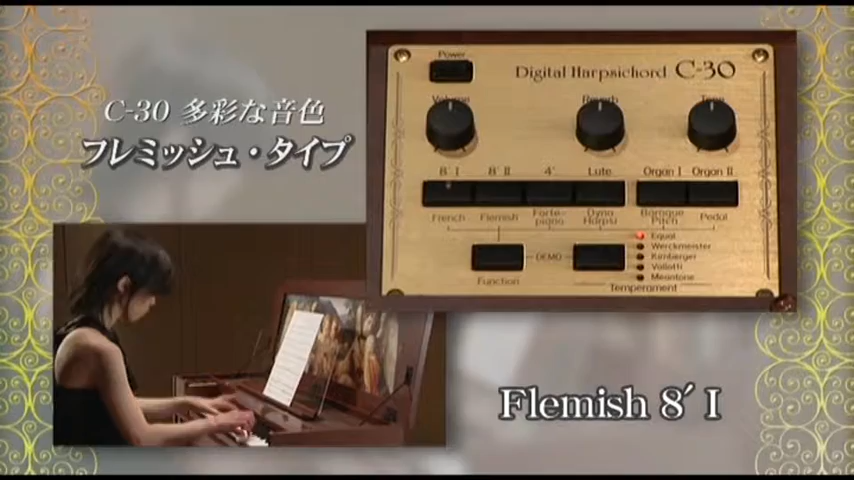 C-30 多彩な音色
フレミッシュ・タイプ
Power
Digital Harpsichord C-30
Volume
Reverb
Tone
8´ I
8´ II
4´
Lute
Organ I
Organ II
French
Flemish
Forte-
piano
Dyna
Harpsi
Baroque
Pitch
Pedal
Function
DEMO
Equal
Werckmeister
Kirnberger
Vallotti
Meantone
Temperament
Flemish 8´ I